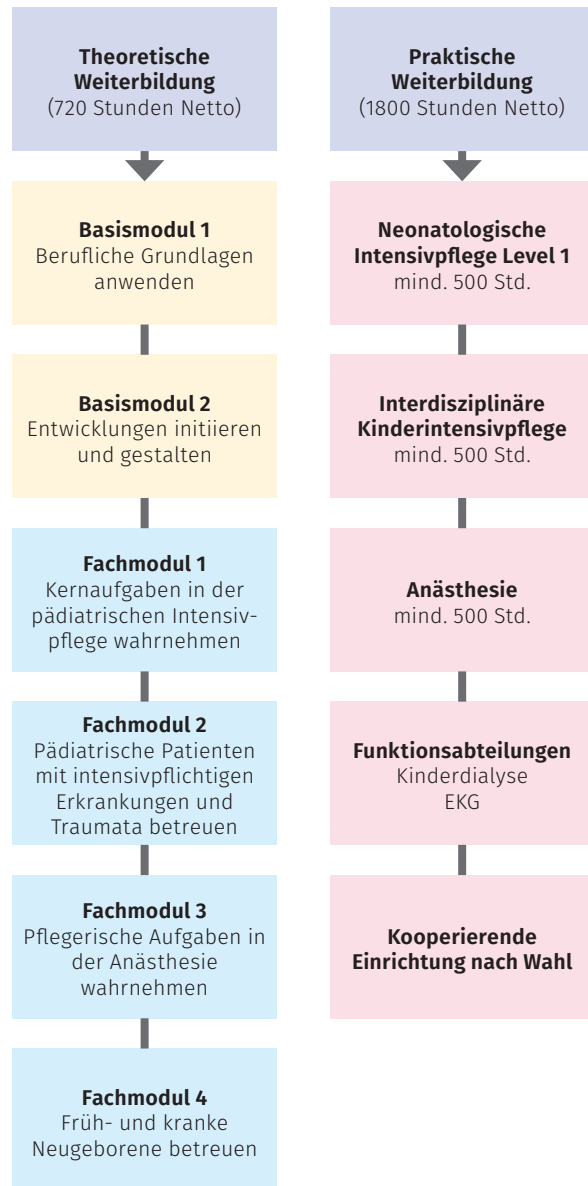 Theoretische
Weiterbildung
(720 Stunden Netto)
Basismodul 1
Berufliche Grundlagen
anwenden
Basismodul 2
Entwicklungen initiieren
und gestalten
Fachmodul 1
Kernaufgaben in der
pädiatrischen Intensiv-
pflege wahrnehmen
Fachmodul 2
Pädiatrische Patienten
mit intensivpflichtigen
Erkrankungen und
Traumata betreuen
Fachmodul 3
Pflegerische Aufgaben in
der Anästhesie
wahrnehmen
Fachmodul 4
Früh- und kranke
Neugeborene betreuen
Praktische
Weiterbildung
(1800 Stunden Netto)
Neonatologische
Intensivpflege Level 1
mind. 500 Std.
Interdisziplinäre
Kinderintensivpflege
mind. 500 Std.
Anästhesie
mind. 500 Std.
Funktionsabteilungen
Kinderdialyse
EKG
Kooperierende
Einrichtung nach Wahl